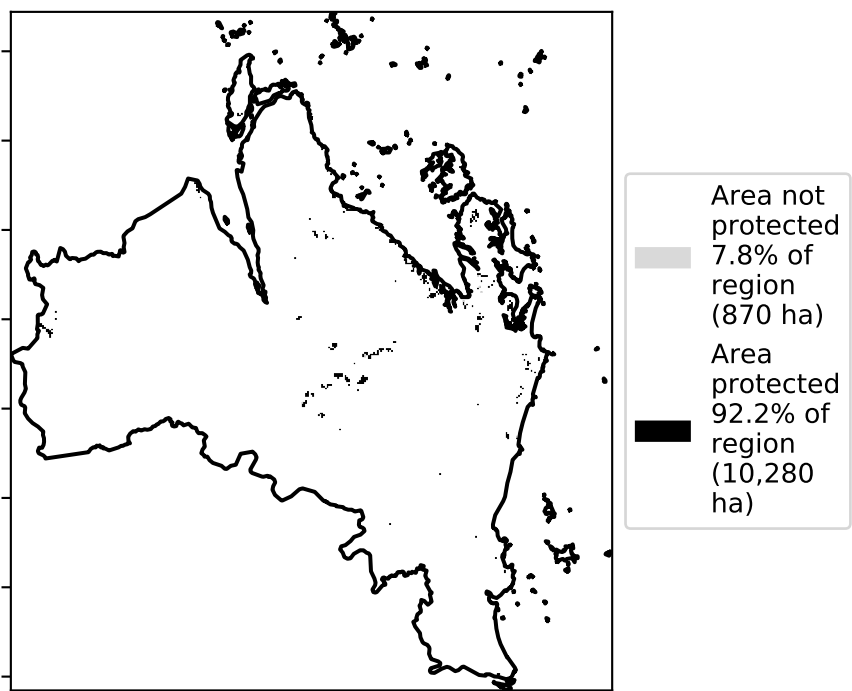 Area not
protected
7.8% of
region
(870 ha)
Area
protected
92.2% of
region
(10,280
ha)